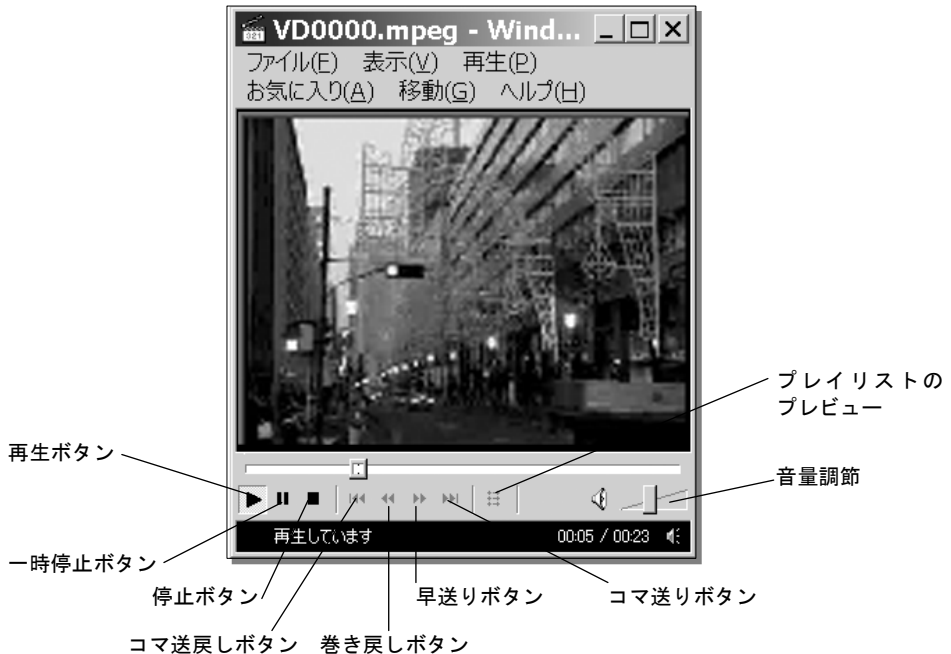 VD0000.mpeg - Wind...
ファイル(F) 表示(V) 再生(P)
お気に入り(A) 移動(G) ヘルプ(H)
プレイリストの
プレビュー
再生ボタン
音量調節
再生しています 00:05 / 00:23
一時停止ボタン
停止ボタン
早送りボタン
コマ送りボタン
コマ送戻しボタン
巻き戻しボタン